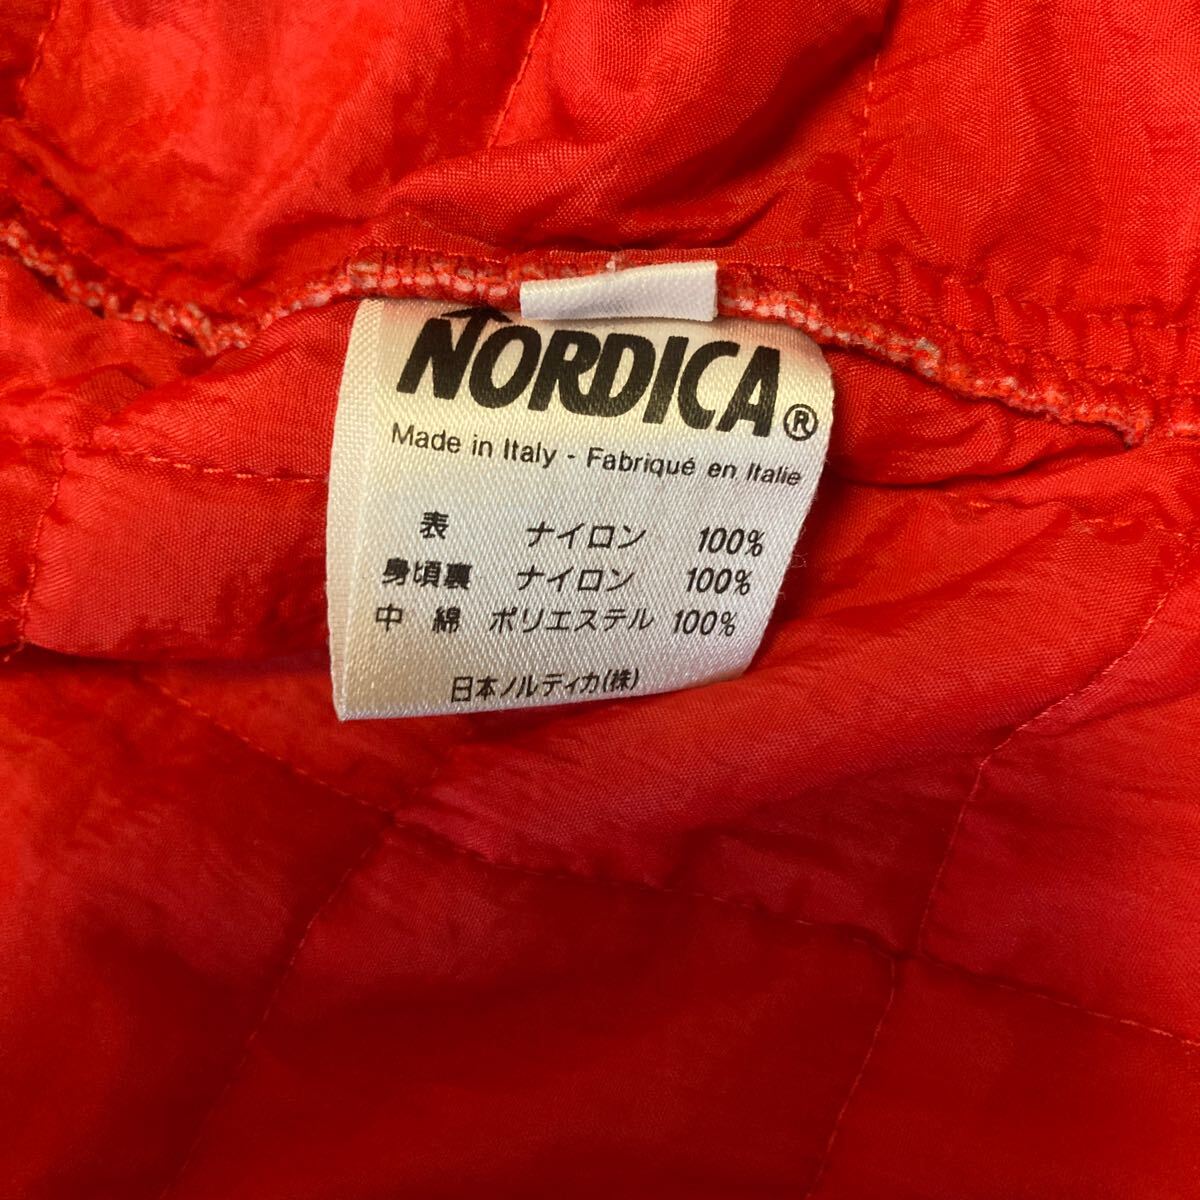 NORDICA®
Made in Italy - Fabriqué en Italie
表 ナイロン 100%
身頃裏 ナイロン 100%
中綿 ポリエステル 100%
日本ノルディカ(株)